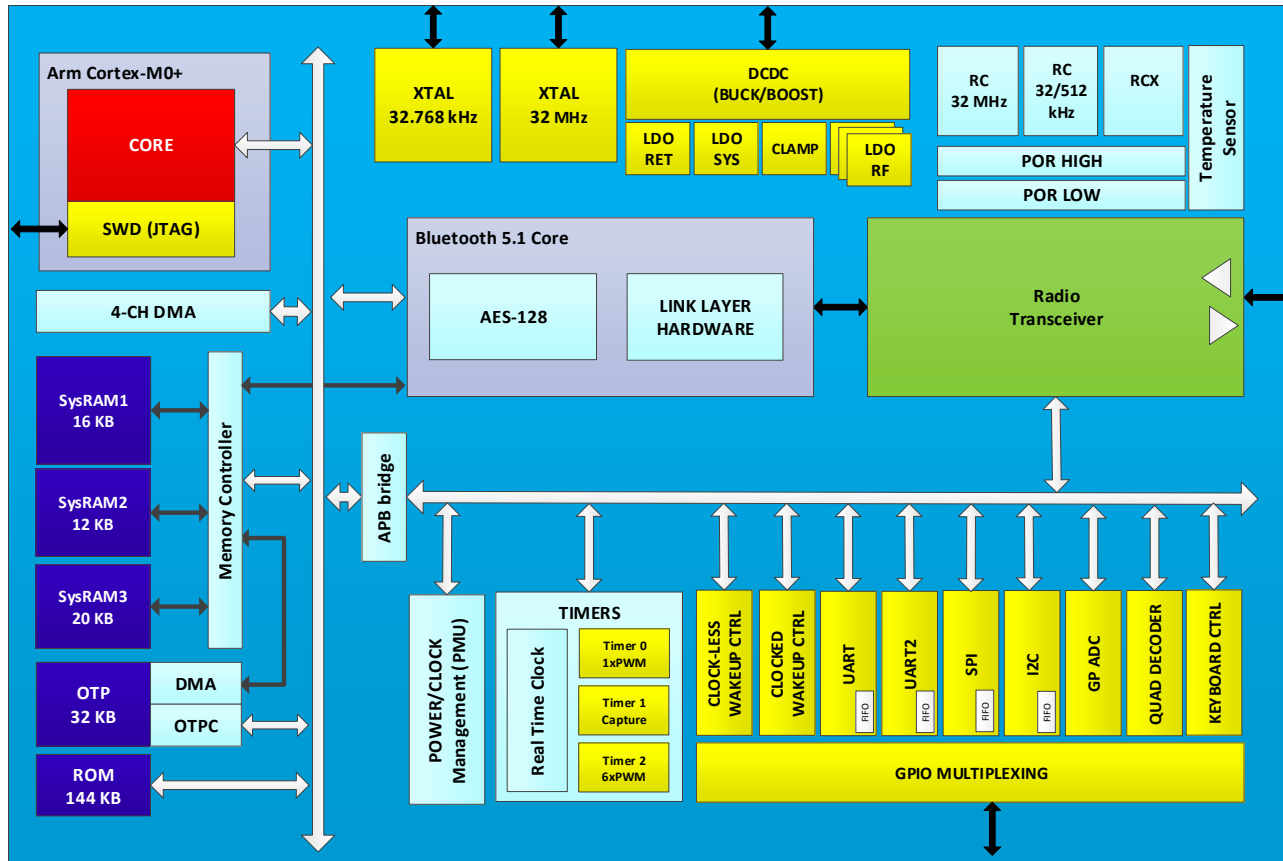 Arm Cortex-M0+
CORE
SWD (JTAG)
XTAL
32.768 kHz
XTAL
32 MHz
DCDC
(BUCK/BOOST)
LDO
RET
LDO
SYS
CLAMP
LDO
RF
RC
32 MHz
RC
32/512
kHz
RCX
POR HIGH
POR LOW
Temperature
Sensor
4-CH DMA
Bluetooth 5.1 Core
AES-128
LINK LAYER
HARDWARE
Radio
Transceiver
SysRAM1
16 KB
SysRAM2
12 KB
SysRAM3
20 KB
Memory Controller
OTP
32 KB
DMA
OTPC
ROM
144 KB
APB bridge
POWER/CLOCK
Management (PMU)
TIMERS
Real Time Clock
Timer 0
1xPWM
Timer 1
Capture
Timer 2
6xPWM
CLOCK-LESS
WAKEUP CTRL
CLOCKED
WAKEUP CTRL
UART
FIFO
UART2
FIFO
SPI
FIFO
I2C
FIFO
GP ADC
QUAD DECODER
KEYBOARD CTRL
GPIO MULTIPLEXING